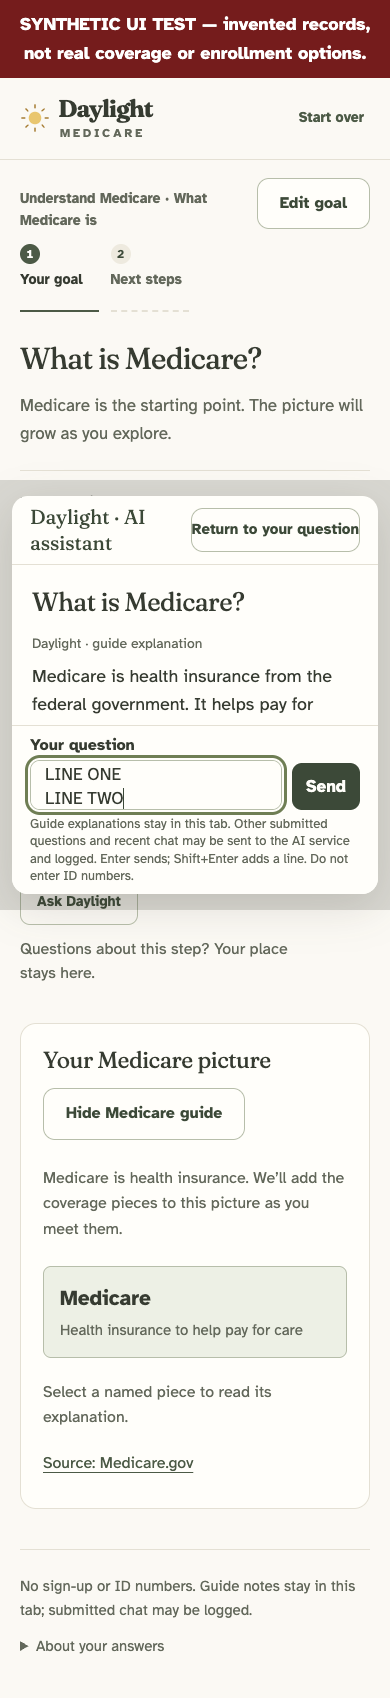 SYNTHETIC UI TEST — invented records,
not real coverage or enrollment options.
Daylight
MEDICARE
Start over
Understand Medicare · What
Medicare is
Edit goal
1
Your goal
2
Next steps
What is Medicare?
Medicare is the starting point. The picture will
grow as you explore.
Daylight · AI
assistant
Return to your question
What is Medicare?
Daylight · guide explanation
Medicare is health insurance from the
federal government. It helps pay for
Your question
LINE ONE
LINE TWO
Send
Guide explanations stay in this tab. Other submitted
questions and recent chat may be sent to the AI service
and logged. Enter sends; Shift+Enter adds a line. Do not
enter ID numbers.
Ask Daylight
Questions about this step? Your place
stays here.
Your Medicare picture
Hide Medicare guide
Medicare is health insurance. We’ll add the
coverage pieces to this picture as you
meet them.
Medicare
Health insurance to help pay for care
Select a named piece to read its
explanation.
Source: Medicare.gov
No sign-up or ID numbers. Guide notes stay in this
tab; submitted chat may be logged.
About your answers